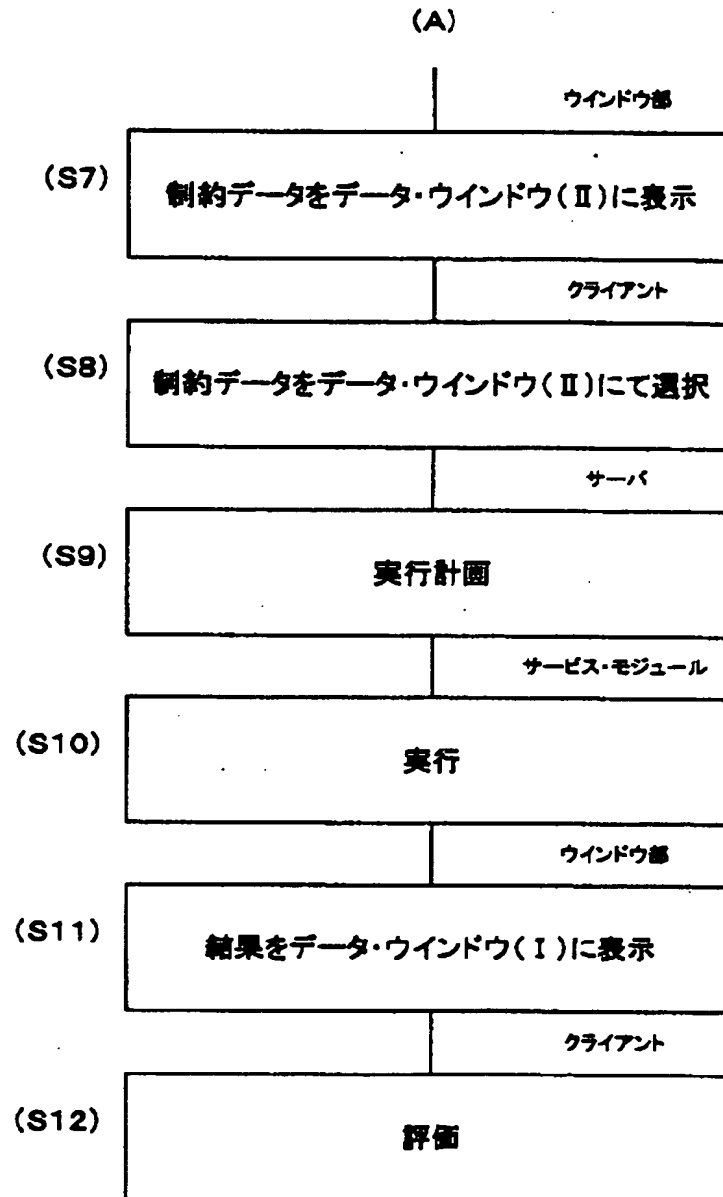 (A)
ウインドウ部
(S7)
制約データをデータ・ウインドウ(Ⅱ)に表示
クライアント
(S8)
制約データをデータ・ウインドウ(Ⅱ)にて選択
サーバ
(S9)
実行計画
サービス・モジュール
(S10)
実行
ウインドウ部
(S11)
結果をデータ・ウインドウ(Ⅰ)に表示
クライアント
(S12)
評価